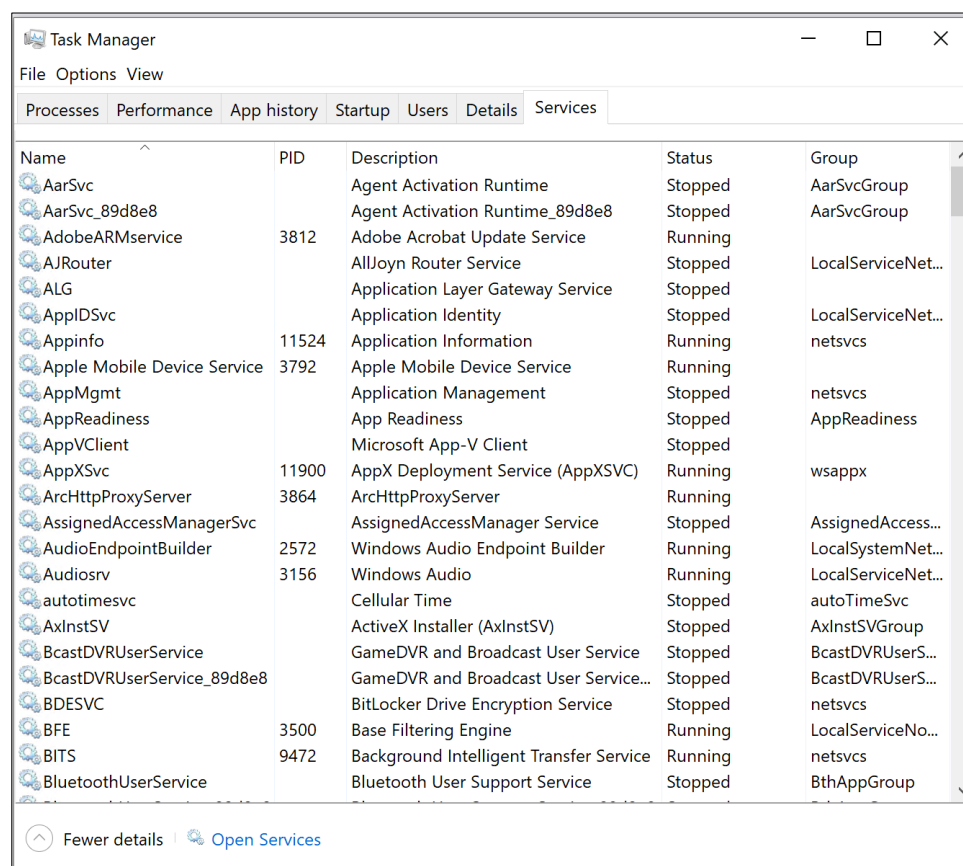 Task Manager
File Options View
Processes Performance App history Startup Users Details Services
Name PID Description Status Group
AarSvc Agent Activation Runtime Stopped AarSvcGroup
AarSvc_89d8e8 Agent Activation Runtime_89d8e8 Stopped AarSvcGroup
AdobeARMservice 3812 Adobe Acrobat Update Service Running
AJRouter AllJoyn Router Service Stopped LocalServiceNet...
ALG Application Layer Gateway Service Stopped
AppIDSvc Application Identity Stopped LocalServiceNet...
Appinfo 11524 Application Information Running netsvcs
Apple Mobile Device Service 3792 Apple Mobile Device Service Running
AppMgmt Application Management Stopped netsvcs
AppReadiness App Readiness Stopped AppReadiness
AppVClient Microsoft App-V Client Stopped
AppXSvc 11900 AppX Deployment Service (AppXSVC) Running wsappx
ArcHttpProxyServer 3864 ArcHttpProxyServer Running
AssignedAccessManagerSvc AssignedAccessManager Service Stopped AssignedAccess...
AudioEndpointBuilder 2572 Windows Audio Endpoint Builder Running LocalSystemNet...
Audiosrv 3156 Windows Audio Running LocalServiceNet...
autotimesvc Cellular Time Stopped autoTimeSvc
AxInstSV ActiveX Installer (AxInstSV) Stopped AxInstSVGroup
BcastDVRUserService GameDVR and Broadcast User Service Stopped BcastDVRUserS...
BcastDVRUserService_89d8e8 GameDVR and Broadcast User Service... Stopped BcastDVRUserS...
BDESVC BitLocker Drive Encryption Service Stopped netsvcs
BFE 3500 Base Filtering Engine Running LocalServiceNo...
BITS 9472 Background Intelligent Transfer Service Running netsvcs
BluetoothUserService Bluetooth User Support Service Stopped BthAppGroup
Fewer details Open Services